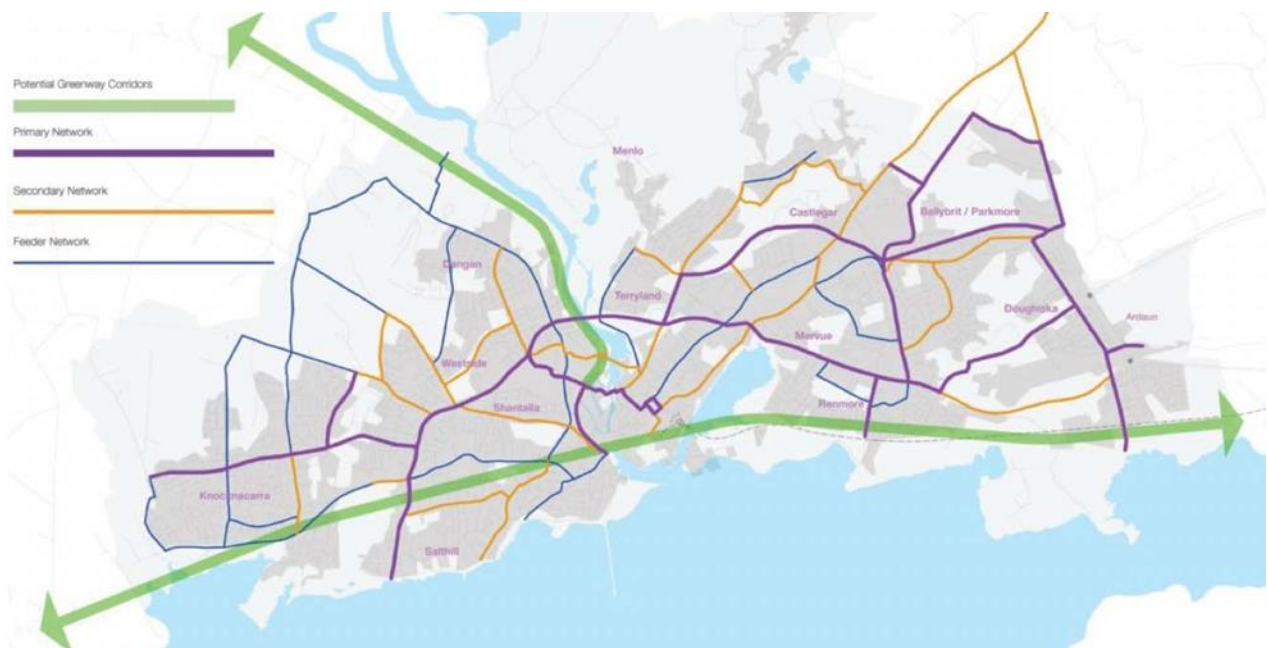 Potential Greenway Corridors
Primary Network
Secondary Network
Feeder Network
Menlo
Castlegar
Ballybrit / Parkmore
Dangan
Terryland
Doughiska
Ardaun
Mervue
Westside
Renmore
Shantalla
Knocnacarra
Salthill